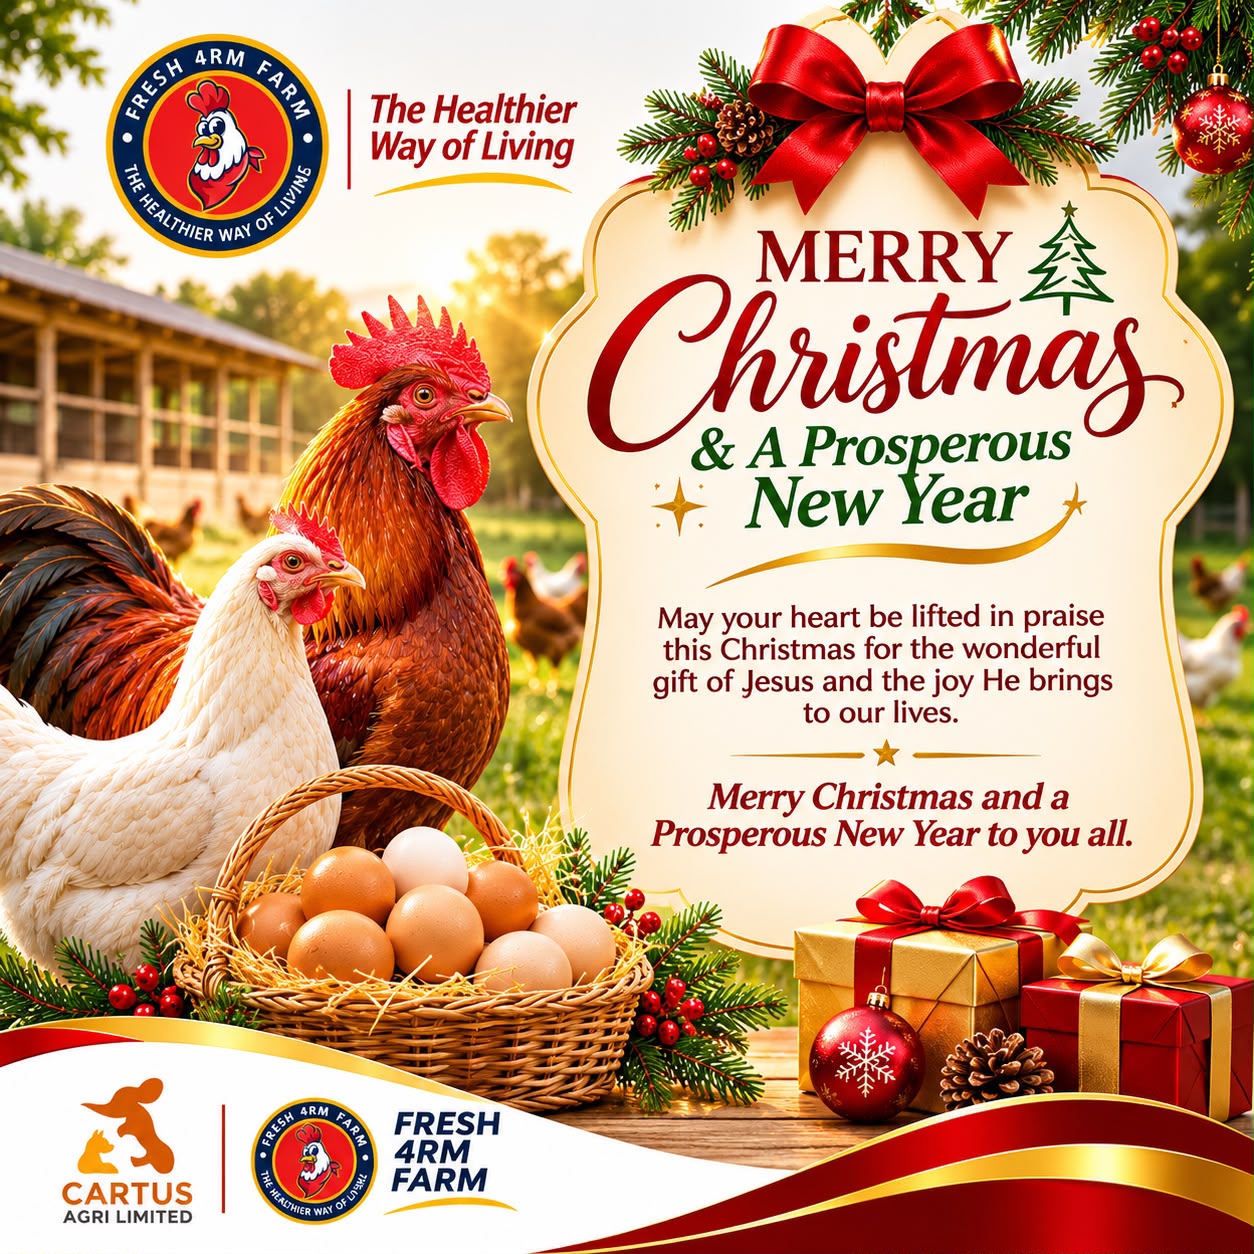 FRESH 4RM FARM
THE HEALTHIER WAY OF LIVING
The Healthier
Way of Living
MERRY
Christmas
& A Prosperous
New Year
May your heart be lifted in praise
this Christmas for the wonderful
gift of Jesus and the joy He brings
to our lives.
Merry Christmas and a
Prosperous New Year to you all.
CARTUS
AGRI LIMITED
FRESH 4RM FARM
THE HEALTHIER WAY OF LIVING
FRESH
4RM
FARM